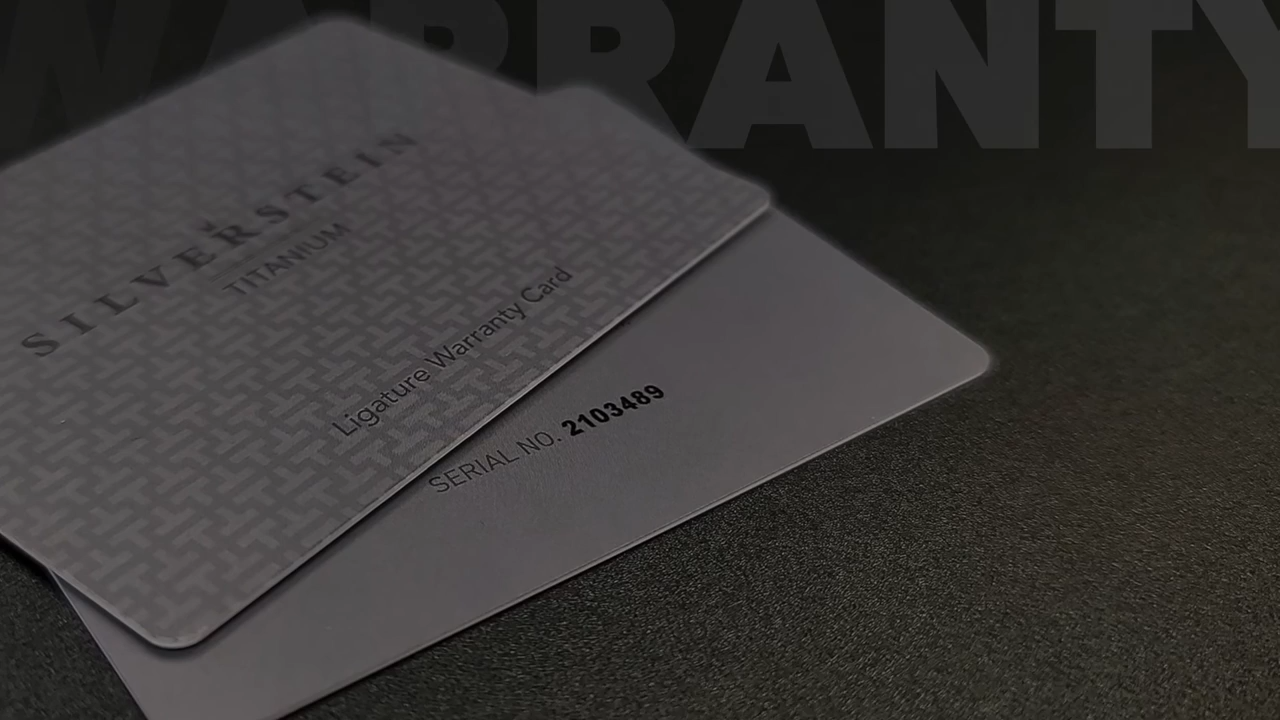 WARRANTY
SILVERSTEIN
TITANIUM
Ligature Warranty Card
SERIAL NO. 2103489